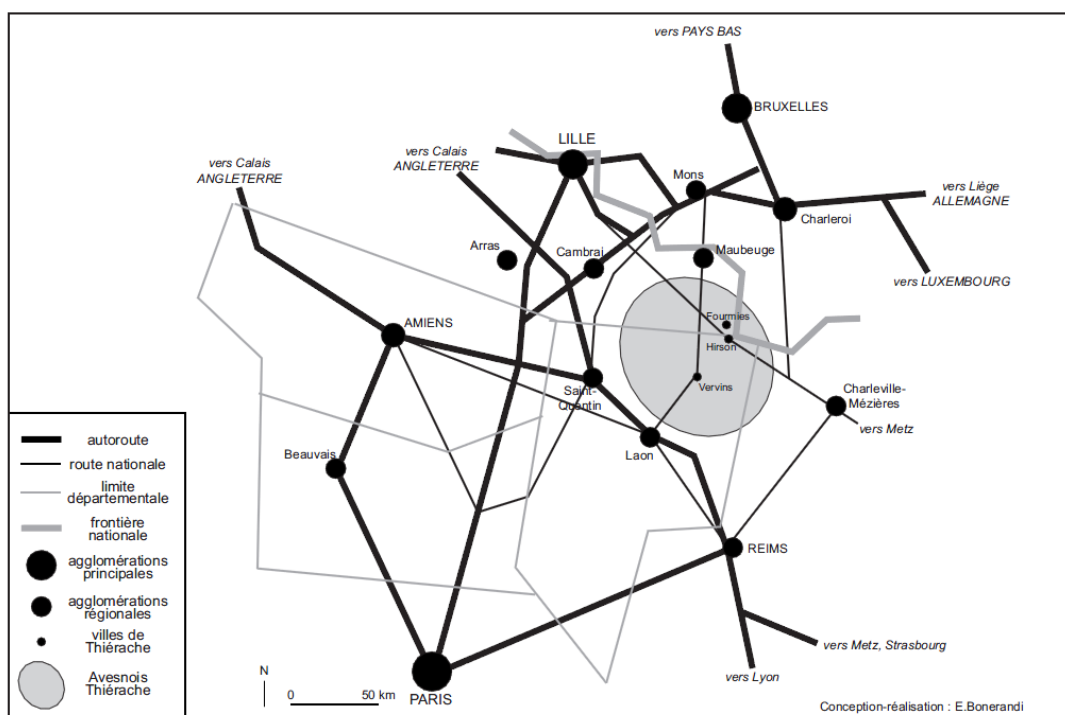 vers PAYS BAS
BRUXELLES
LILLE
vers Calais
ANGLETERRE
vers Calais
ANGLETERRE
Mons
vers Liège
ALLEMAGNE
Charleroi
Arras
Cambrai
Maubeuge
vers LUXEMBOURG
Fourmies
AMIENS
Hirson
Saint-
Quentin
Vervins
Charleville-
Mézières
vers Metz
Beauvais
Laon
REIMS
vers Metz, Strasbourg
vers Lyon
PARIS
autoroute
route nationale
limite
départementale
frontière
nationale
agglomérations
principales
agglomérations
régionales
villes de
Thiérache
Avesnois
Thiérache
N
0 50 km
Conception-réalisation : E.Bonerandi